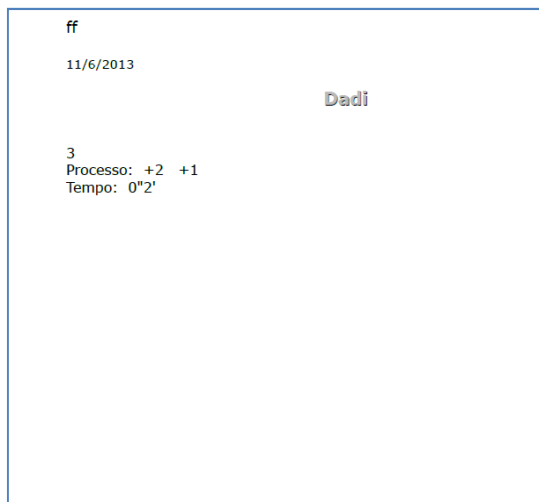 ff
11/6/2013
Dadi
3
Processo: +2 +1
Tempo: 0"2'